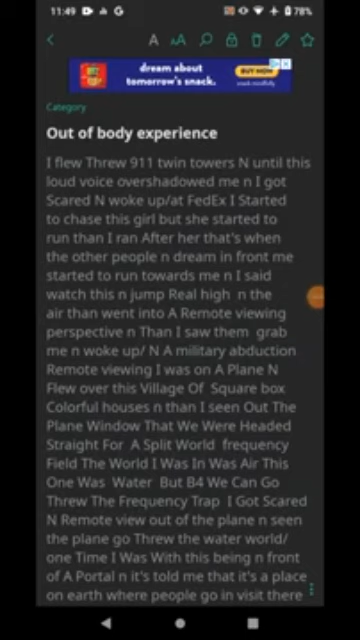 11:49
78%
A AA
dream about
tomorrow's snack.
BUY NOW
Category
Out of body experience
I flew Threw 911 twin towers N until this
loud voice overshadowed me n I got
Scared N woke up/at FedEx I Started
to chase this girl but she started to
run than I ran After her that's when
the other people n dream in front me
started to run towards me n I said
watch this n jump Real high n the
air than went into A Remote viewing
perspective n Than I saw them grab
me n woke up/ N A military abduction
Remote viewing I was on A Plane N
Flew over this Village Of Square box
Colorful houses n than I seen Out The
Plane Window That We Were Headed
Straight For A Split World frequency
Field The World I Was In Was Air This
One Was Water But B4 We Can Go
Threw The Frequency Trap I Got Scared
N Remote view out of the plane n seen
the plane go Threw the water world/
one Time I Was With this being n front
of A Portal n it's told me that it's a place
on earth where people go in visit there